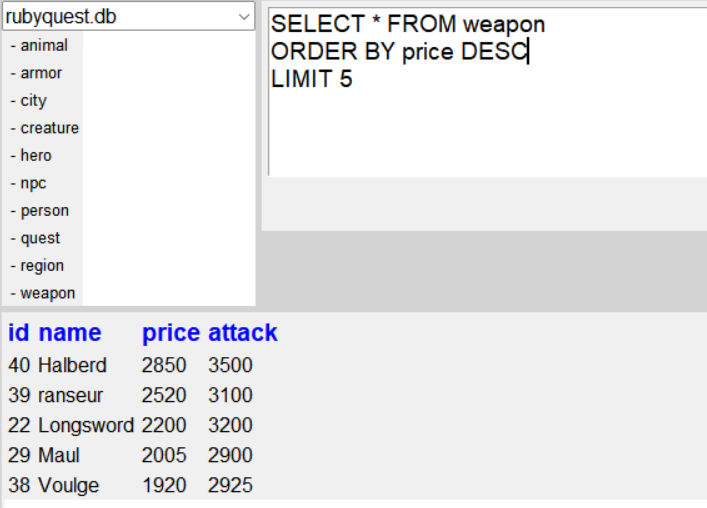 rubyquest.db
- animal
- armor
- city
- creature
- hero
- npc
- person
- quest
- region
- weapon
SELECT * FROM weapon
ORDER BY price DESC
LIMIT 5
id name price attack
40 Halberd 2850 3500
39 ranseur 2520 3100
22 Longsword 2200 3200
29 Maul 2005 2900
38 Voulge 1920 2925